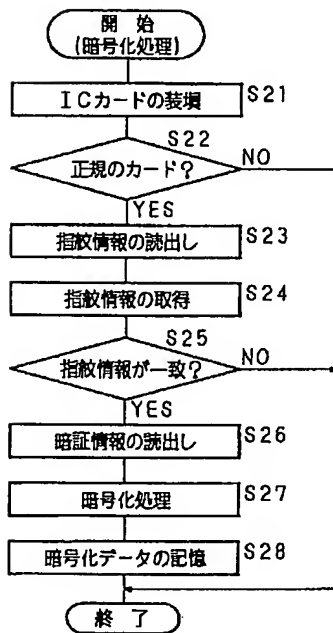 開 始
(暗号化処理)
ICカードの装填 S21
S22
正規のカード? NO
YES
指紋情報の読出し S23
指紋情報の取得 S24
S25
指紋情報が一致? NO
YES
暗証情報の読出し S26
暗号化処理 S27
暗号化データの記憶 S28
終 了